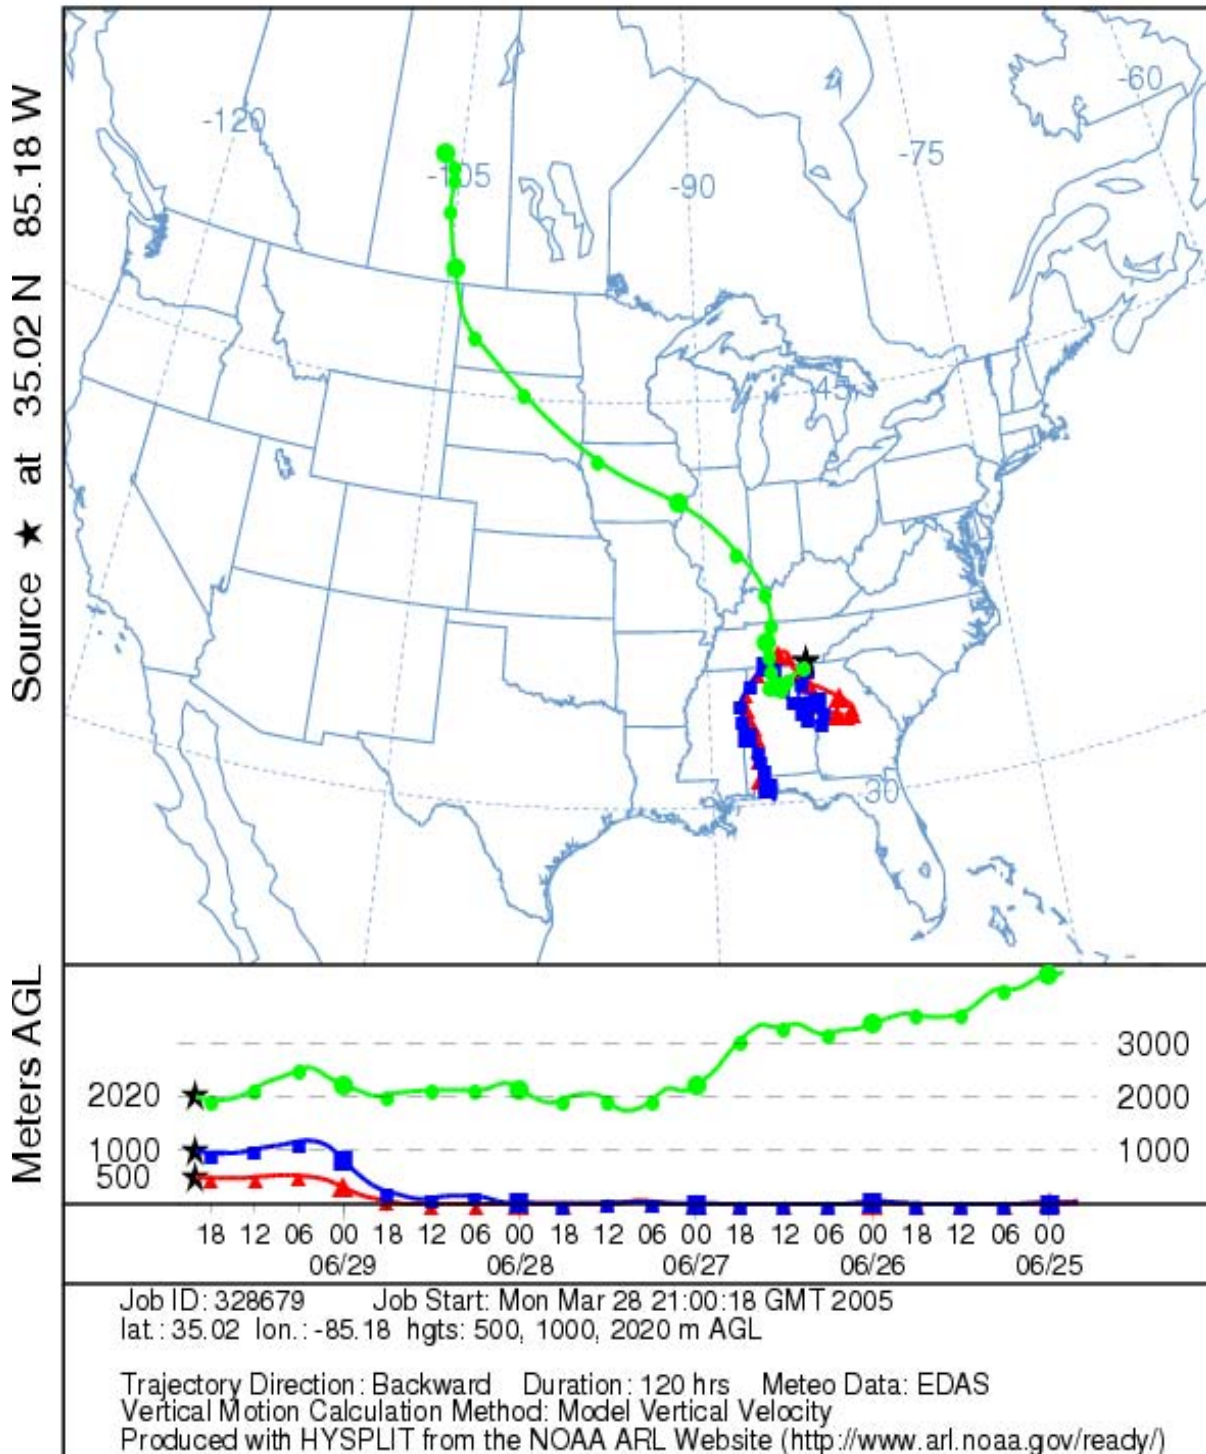 Source ★ at 35.02 N 85.18 W
-120
-105
-90
-75
-60
45
30
Meters AGL
3000
2020
2000
1000
1000
500
18 12 06 00 18 12 06 00 18 12 06 00 18 12 06 00 18 12 06 00
06/29 06/28 06/27 06/26 06/25
Job ID: 328679 Job Start: Mon Mar 28 21:00:18 GMT 2005
lat.: 35.02 lon.: -85.18 hgts: 500, 1000, 2020 m AGL
Trajectory Direction: Backward Duration: 120 hrs Meteo Data: EDAS
Vertical Motion Calculation Method: Model Vertical Velocity
Produced with HYSPLIT from the NOAA ARL Website (http://www.arl.noaa.gov/ready/)